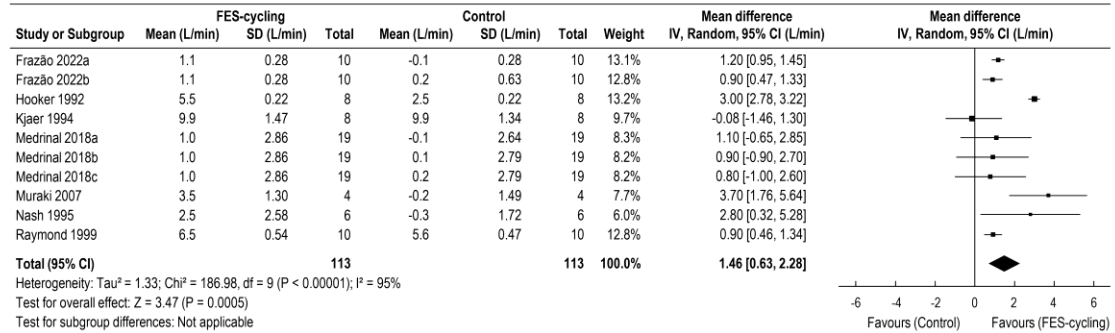 FES-cycling Control Mean difference Mean difference
Study or Subgroup Mean (L/min) SD (L/min) Total Mean (L/min) SD (L/min) Total Weight IV, Random, 95% CI (L/min) IV, Random, 95% CI (L/min)
Frazão 2022a 1.1 0.28 10 -0.1 0.28 10 13.1% 1.20 [0.95, 1.45]
Frazão 2022b 1.1 0.28 10 0.2 0.63 10 12.8% 0.90 [0.47, 1.33]
Hooker 1992 5.5 0.22 8 2.5 0.22 8 13.2% 3.00 [2.78, 3.22]
Kjaer 1994 9.9 1.47 8 9.9 1.34 8 9.7% -0.08 [-1.46, 1.30]
Medrinal 2018a 1.0 2.86 19 -0.1 2.64 19 8.3% 1.10 [-0.65, 2.85]
Medrinal 2018b 1.0 2.86 19 0.1 2.79 19 8.2% 0.90 [-0.90, 2.70]
Medrinal 2018c 1.0 2.86 19 0.2 2.79 19 8.2% 0.80 [-1.00, 2.60]
Muraki 2007 3.5 1.30 4 -0.2 1.49 4 7.7% 3.70 [1.76, 5.64]
Nash 1995 2.5 2.58 6 -0.3 1.72 6 6.0% 2.80 [0.32, 5.28]
Raymond 1999 6.5 0.54 10 5.6 0.47 10 12.8% 0.90 [0.46, 1.34]
Total (95% CI) 113 113 100.0% 1.46 [0.63, 2.28]
Heterogeneity: Tau² = 1.33; Chi² = 186.98, df = 9 (P < 0.00001); I² = 95%
Test for overall effect: Z = 3.47 (P = 0.0005)
Test for subgroup differences: Not applicable
-6 -4 -2 0 2 4 6
Favours (Control) Favours (FES-cycling)